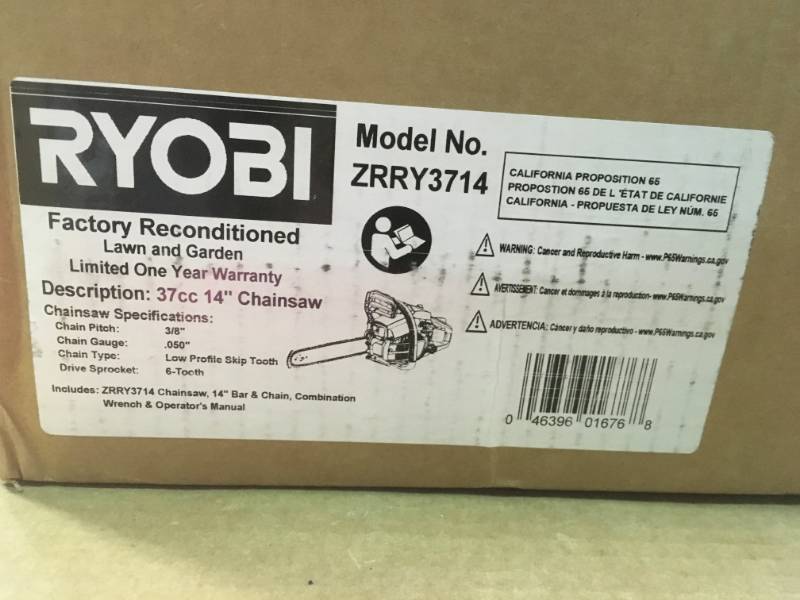 RYOBI
Factory Reconditioned
Lawn and Garden
Limited One Year Warranty
Description: 37cc 14" Chainsaw
Chainsaw Specifications:
Chain Pitch: 3/8"
Chain Gauge: .050"
Chain Type: Low Profile Skip Tooth
Drive Sprocket: 6-Tooth
Includes: ZRRY3714 Chainsaw, 14" Bar & Chain, Combination
Wrench & Operator's Manual
Model No.
ZRRY3714
CALIFORNIA PROPOSITION 65
PROPOSTION 65 DE L 'ÉTAT DE CALIFORNIE
CALIFORNIA - PROPUESTA DE LEY NÚM. 65
WARNING: Cancer and Reproductive Harm - www.P65Warnings.ca.gov
AVERTISSEMENT: Cancer et dommages à la reproduction- www.P65Warnings.ca.gov
ADVERTENCIA: Cáncer y daño reproductivo - www.P65Warnings.ca.gov
0 46396 01676 8